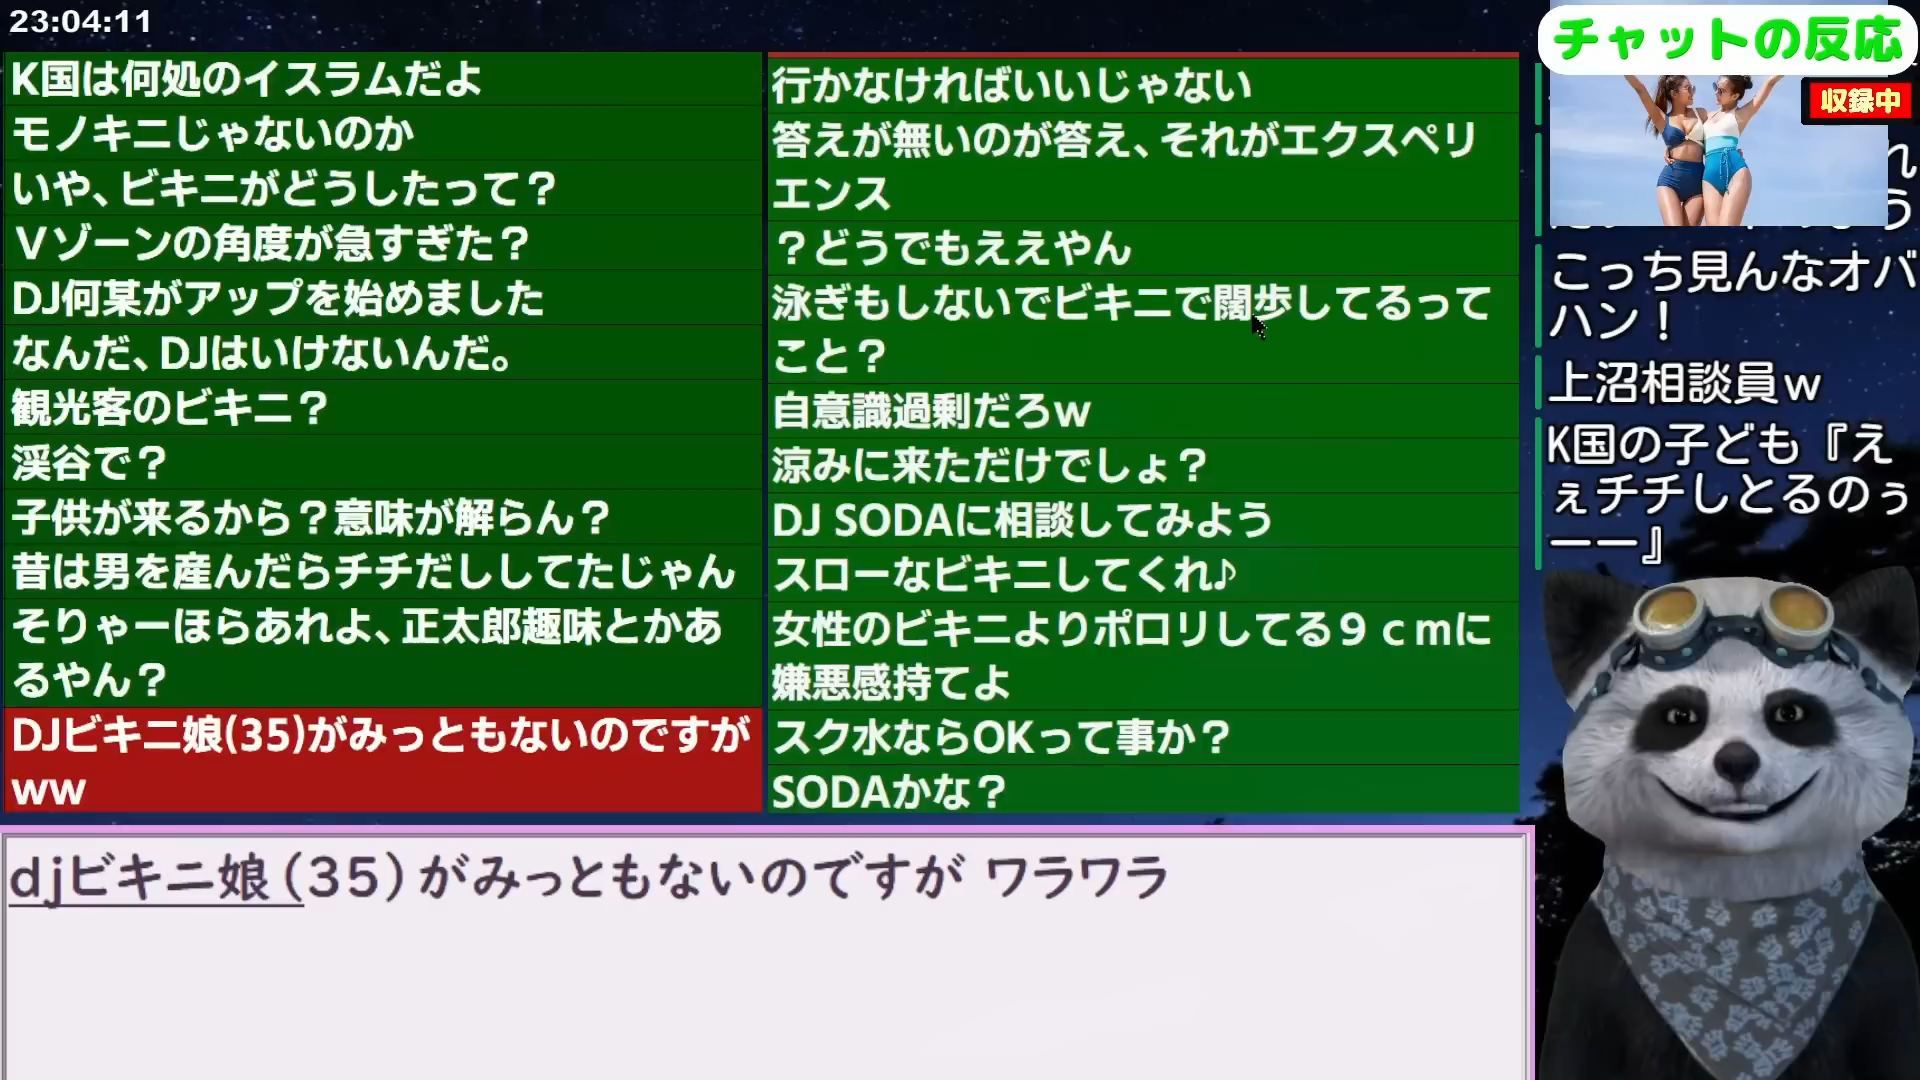 23:04:11
K国は何処のイスラムだよ
モノキニじゃないのか
いや、ビキニがどうしたって？
Ｖゾーンの角度が急すぎた？
DJ何某がアップを始めました
なんだ、DJはいけないんだ。
観光客のビキニ？
渓谷で？
子供が来るから？意味が解らん？
昔は男を産んだらチチだししてたじゃん
そりゃーほらあれよ、正太郎趣味とかあ
るやん？
DJビキニ娘(35)がみっともないのですが
ww
行かなければいいじゃない
答えが無いのが答え、それがエクスペリ
エンス
？どうでもええやん
泳ぎもしないでビキニで闊歩してるって
こと？
自意識過剰だろw
涼みに来ただけでしょ？
DJ SODAに相談してみよう
スローなビキニしてくれ♪
女性のビキニよりポロリしてる９ｃｍに
嫌悪感持てよ
スク水ならOKって事か？
SODAかな？
チャットの反応
収録中
れ
う
こっち見んなオバ
ハン！
上沼相談員ｗ
K国の子ども『え
ぇチチしとるのぅ
ーー』
djビキニ娘(35)がみっともないのですが ワラワラ